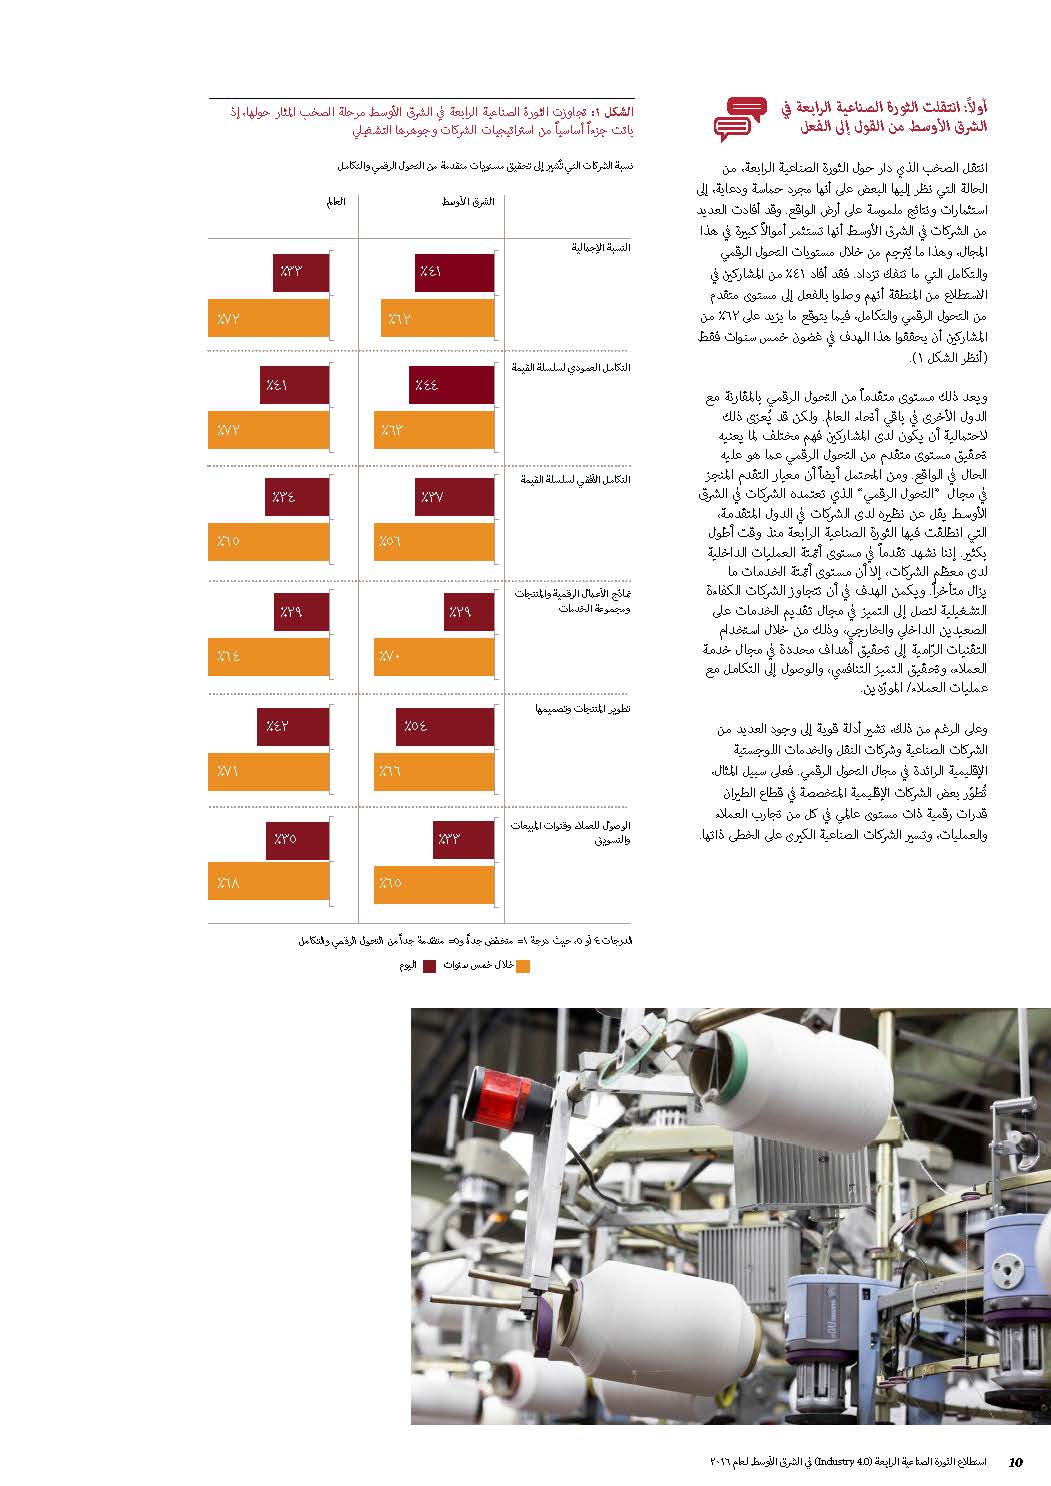 أولاً: انتقلت الثورة الصناعية الرابعة في
الشرق الأوسط من القول إلى الفعل
انتقل الصخب الذي دار حول الثورة الصناعية الرابعة، من
الحالة التي نظر إليها البعض على أنها مجرد حماسة ودعاية، إلى
استثمارات ونتائج ملموسة على أرض الواقع. وقد أفادت العديد
من الشركات في الشرق الأوسط أنها تستثمر أموالاً كبيرة في هذا
المجال، وهذا ما يُترجم من خلال مستويات التحول الرقمي
والتكامل التي ما تنفك تزداد. فقد أفاد ٤١٪ من المشاركين في
الاستطلاع من المنطقة أنهم وصلوا بالفعل إلى مستوى متقدم
من التحول الرقمي والتكامل، فيما يتوقع ما يزيد على ٦٢٪ من
المشاركين أن يحققوا هذا الهدف في غضون خمس سنوات فقط
(أنظر الشكل ١).
ويعد ذلك مستوى متقدماً من التحول الرقمي بالمقارنة مع
الدول الأخرى في باقي أنحاء العالم. ولكن قد يُعزى ذلك
لاحتمالية أن يكون لدى المشاركين فهم مختلف لما يعنيه
تحقيق مستوى متقدم من التحول الرقمي عما هو عليه
الحال في الواقع. ومن المحتمل أيضاً أن معيار التقدم المنجز
في مجال "التحول الرقمي" الذي تعتمده الشركات في الشرق
الأوسط يقل عن نظيره لدى الشركات في الدول المتقدمة،
التي انطلقت فيها الثورة الصناعية الرابعة منذ وقت أطول
بكثير. إننا نشهد تقدماً في مستوى أتمتة العمليات الداخلية
لدى معظم الشركات، إلا أن مستوى أتمتة الخدمات ما
يزال متأخراً. ويكمن الهدف في أن تتجاوز الشركات الكفاءة
التشغيلية لتصل إلى التميز في مجال تقديم الخدمات على
الصعيدين الداخلي والخارجي، وذلك من خلال استخدام
التقنيات الرّامية إلى تحقيق أهداف محددة في مجال خدمة
العملاء، وتحقيق التميز التنافسي، والوصول إلى التكامل مع
عمليات العملاء/ المورّدين.
وعلى الرغم من ذلك، تشير أدلة قوية إلى وجود العديد من
الشركات الصناعية وشركات النقل والخدمات اللوجستية
الإقليمية الرائدة في مجال التحول الرقمي. فعلى سبيل المثال،
تُطوّر بعض الشركات الإقليمية المتخصصة في قطاع الطيران
قدرات رقمية ذات مستوى عالمي في كل من تجارب العملاء
والعمليات، وتسير الشركات الصناعية الكبرى على الخطى ذاتها.
الشكل ١: تجاوزت الثورة الصناعية الرابعة في الشرق الأوسط مرحلة الصخب المثار حولها، إذ
باتت جزءاً أساسياً من استراتيجيات الشركات وجوهرها التشغيلي
نسبة الشركات التي تُشير إلى تحقيق مستويات متقدمة من التحول الرقمي والتكامل
الشرق الأوسط العالم
النسبة الإجمالية
٤١٪ ٣٣٪
٦٢٪ ٧٢٪
التكامل العمودي لسلسلة القيمة
٤٤٪ ٤١٪
٦٣٪ ٧٢٪
التكامل الأفقي لسلسلة القيمة
٣٧٪ ٣٤٪
٥٦٪ ٦٥٪
نماذج الأعمال الرقمية والمنتجات
ومجموعة الخدمات
٢٩٪ ٢٩٪
٧٠٪ ٦٤٪
تطوير المنتجات وتصميمها
٥٤٪ ٤٢٪
٦٦٪ ٧١٪
الوصول للعملاء وقنوات المبيعات
والتسويق
٣٣٪ ٣٥٪
٦٥٪ ٦٨٪
الدرجات ٤ أو ٥، حيث درجة ١= منخفض جداً، و٥= متقدمة جداً من التحول الرقمي والتكامل
خلال خمس سنوات اليوم
10 استطلاع الثورة الصناعية الرابعة (Industry 4.0) في الشرق الأوسط لعام ٢٠١٦